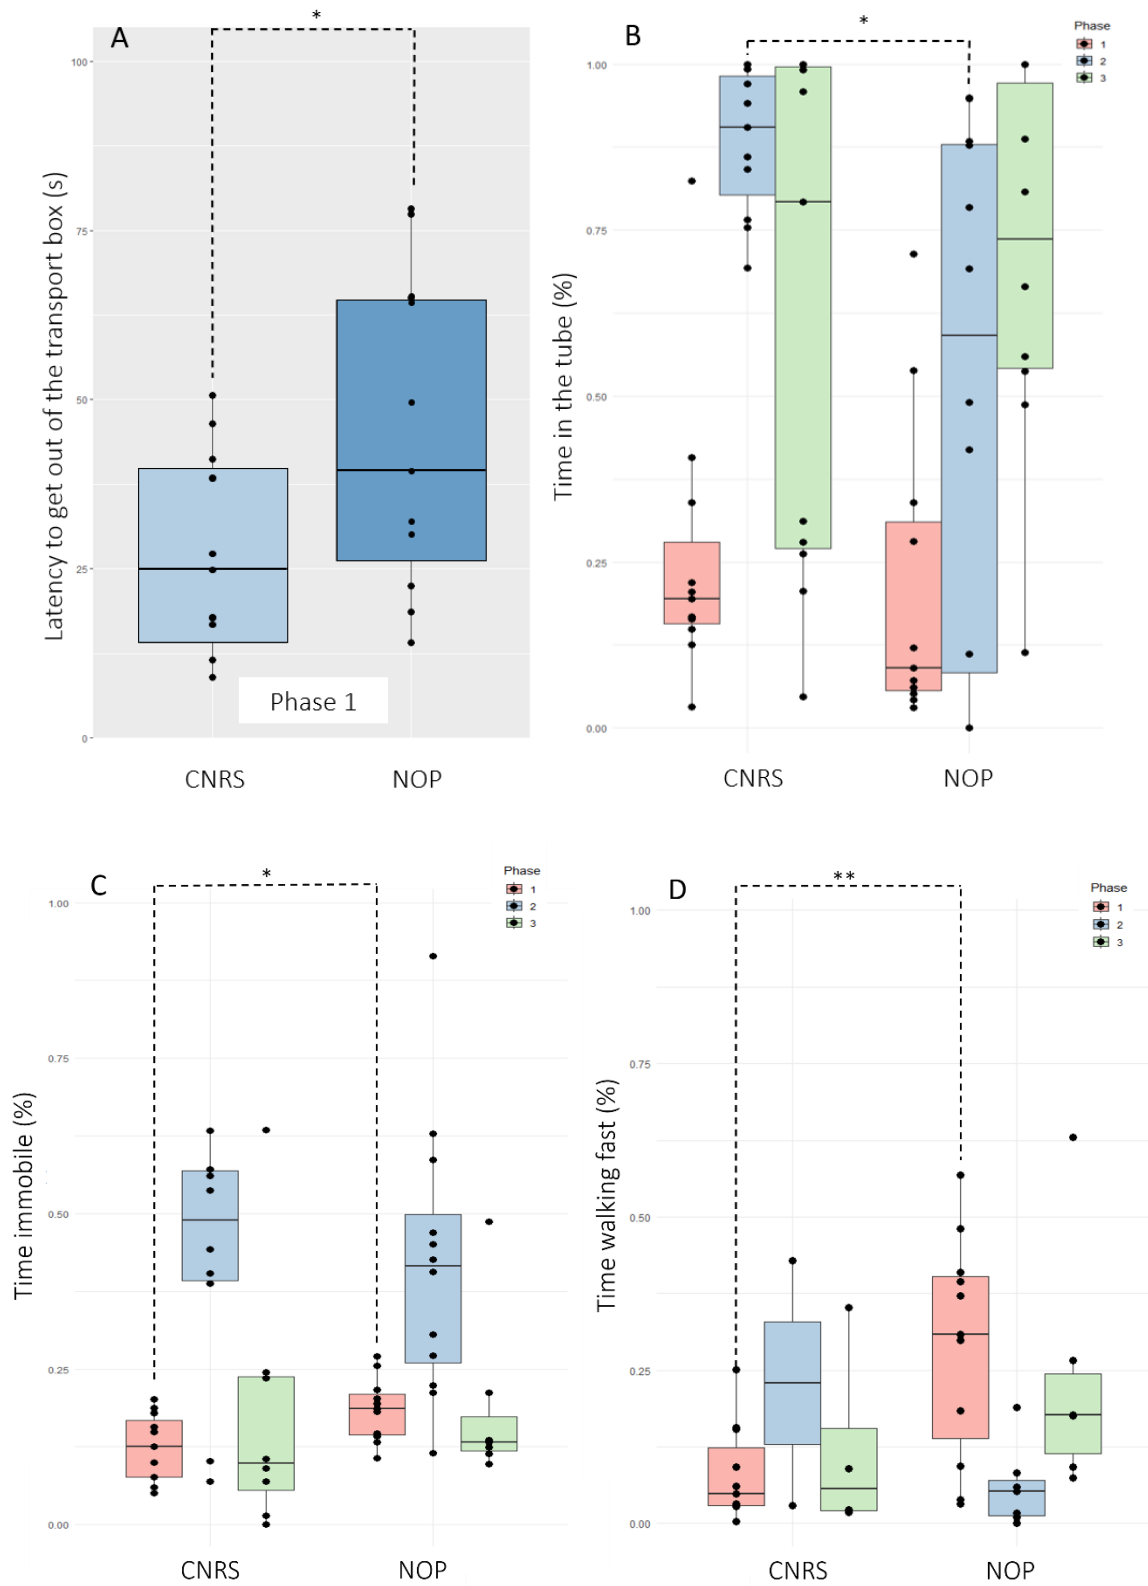 A
*
Latency to get out of the transport box (s)
100
75
50
25
0
Phase 1
CNRS
NOP
B
*
Phase
1
2
3
Time in the tube (%)
1.00
0.75
0.50
0.25
0.00
CNRS
NOP
C
*
Phase
1
2
3
Time immobile (%)
1.00
0.75
0.50
0.25
0.00
CNRS
NOP
D
**
Phase
1
2
3
Time walking fast (%)
1.00
0.75
0.50
0.25
0.00
CNRS
NOP